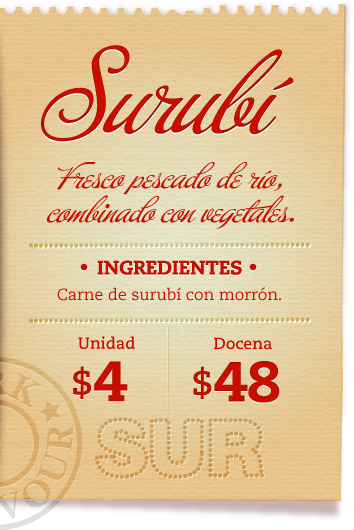 Surubí
Fresco pescado de río,
combinado con vegetales.
• INGREDIENTES •
Carne de surubí con morrón.
Unidad
$4
Docena
$48
SUR